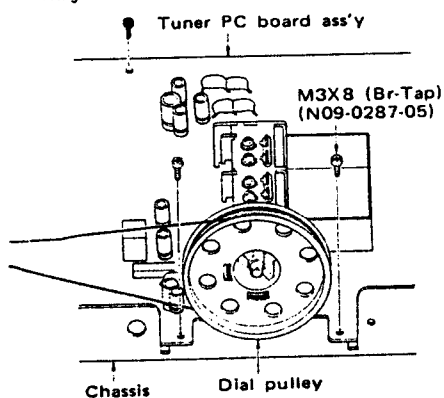 Tuner PC board ass'y
M3X8 (Br-Tap)
(N09-0287-05)
Chassis
Dial pulley